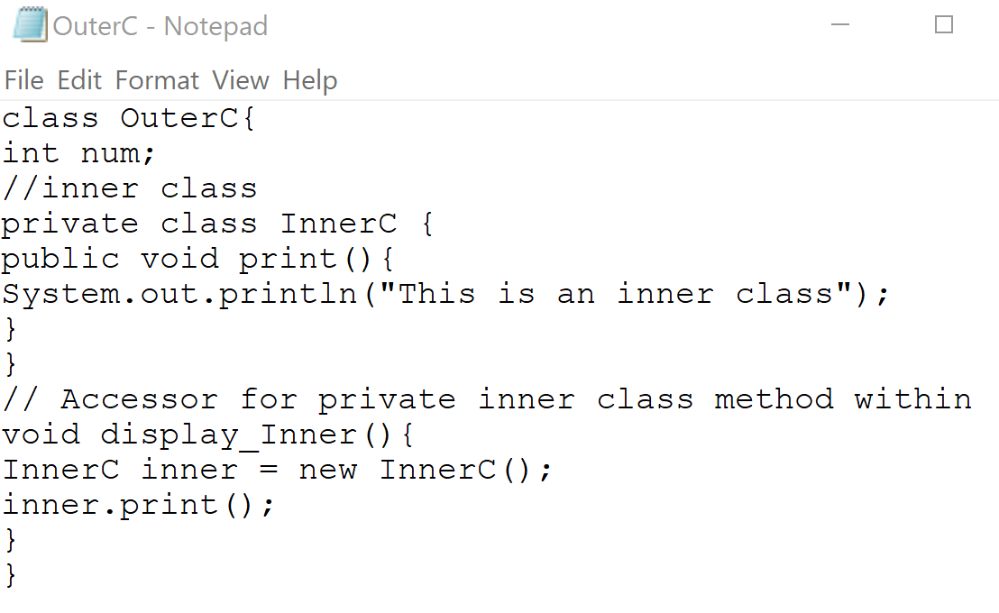 OuterC - Notepad
File Edit Format View Help
class OuterC{
int num;
//inner class
private class InnerC {
public void print(){
System.out.println("This is an inner class");
}
}
// Accessor for private inner class method within
void display_Inner(){
InnerC inner = new InnerC();
inner.print();
}
}